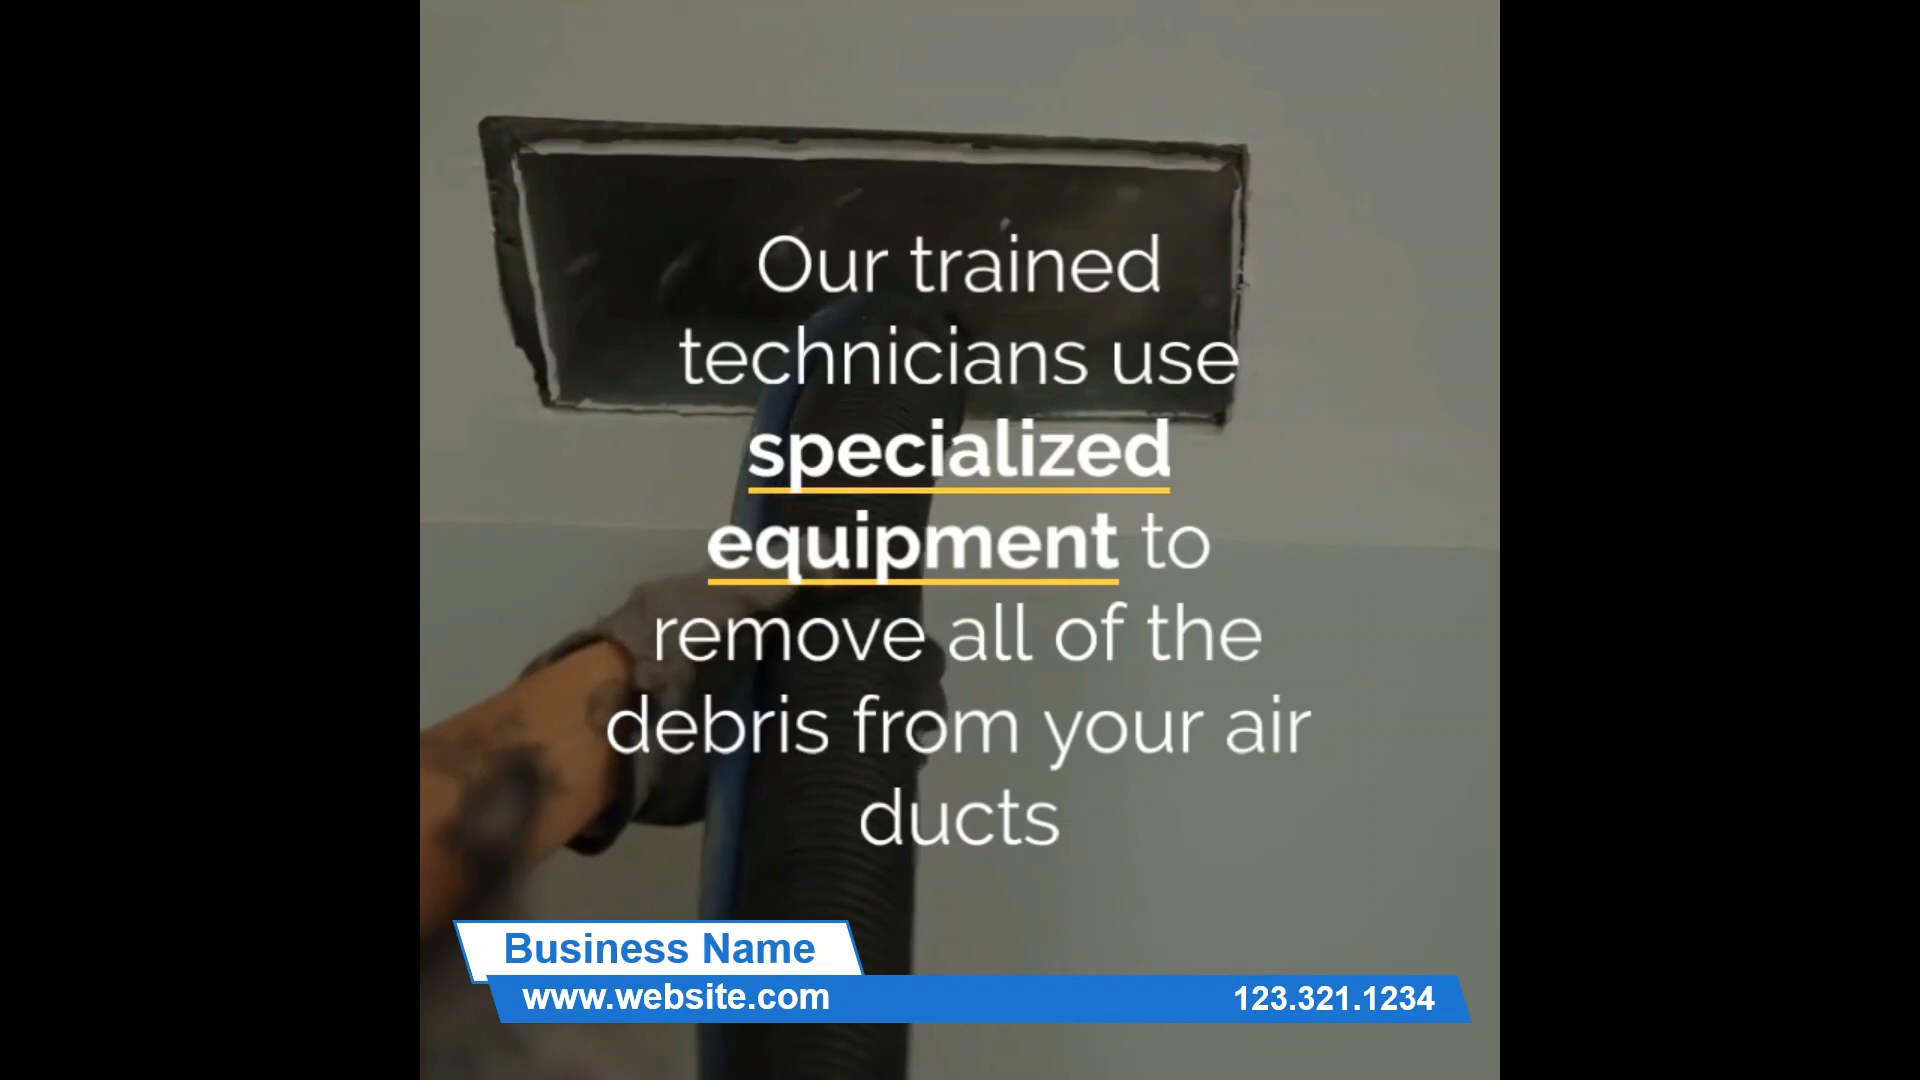 Our trained
technicians use
specialized
equipment to
remove all of the
debris from your air
ducts
Business Name
www.website.com
123.321.1234